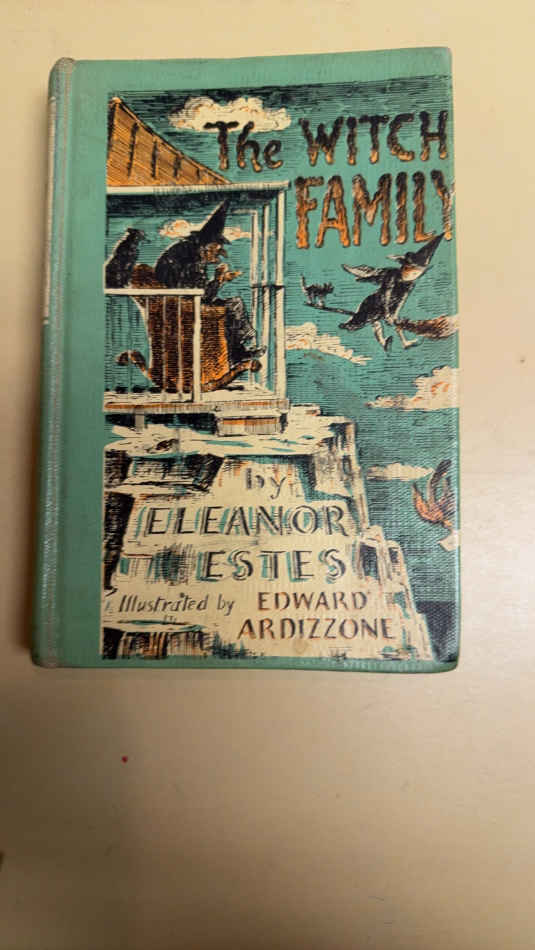 The WITCH
FAMILY
by
ELEANOR
ESTES
Illustrated by EDWARD
ARDIZZONE